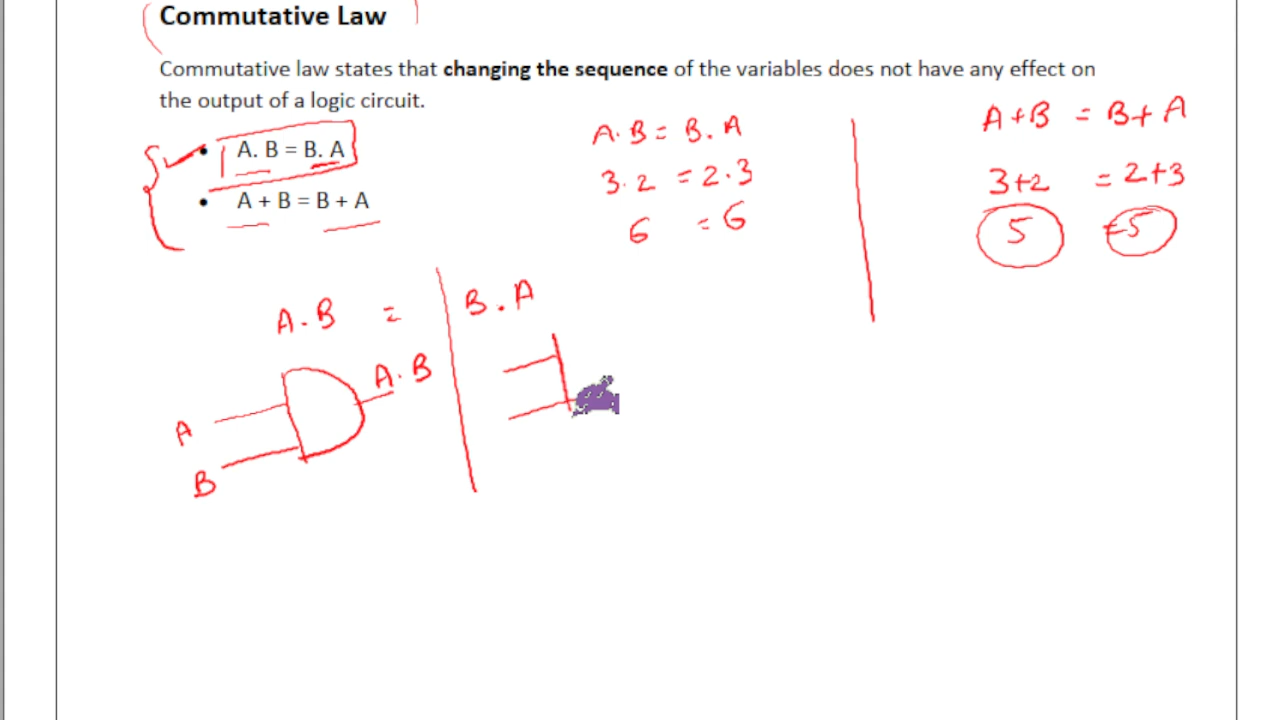 Commutative Law
Commutative law states that changing the sequence of the variables does not have any effect on
the output of a logic circuit.
• A. B = B. A
• A + B = B + A
A.B = B.A
3.2 = 2.3
6 = 6
A+B = B+A
3+2 = 2+3
5 =5
A.B = B.A
A.B
A
B